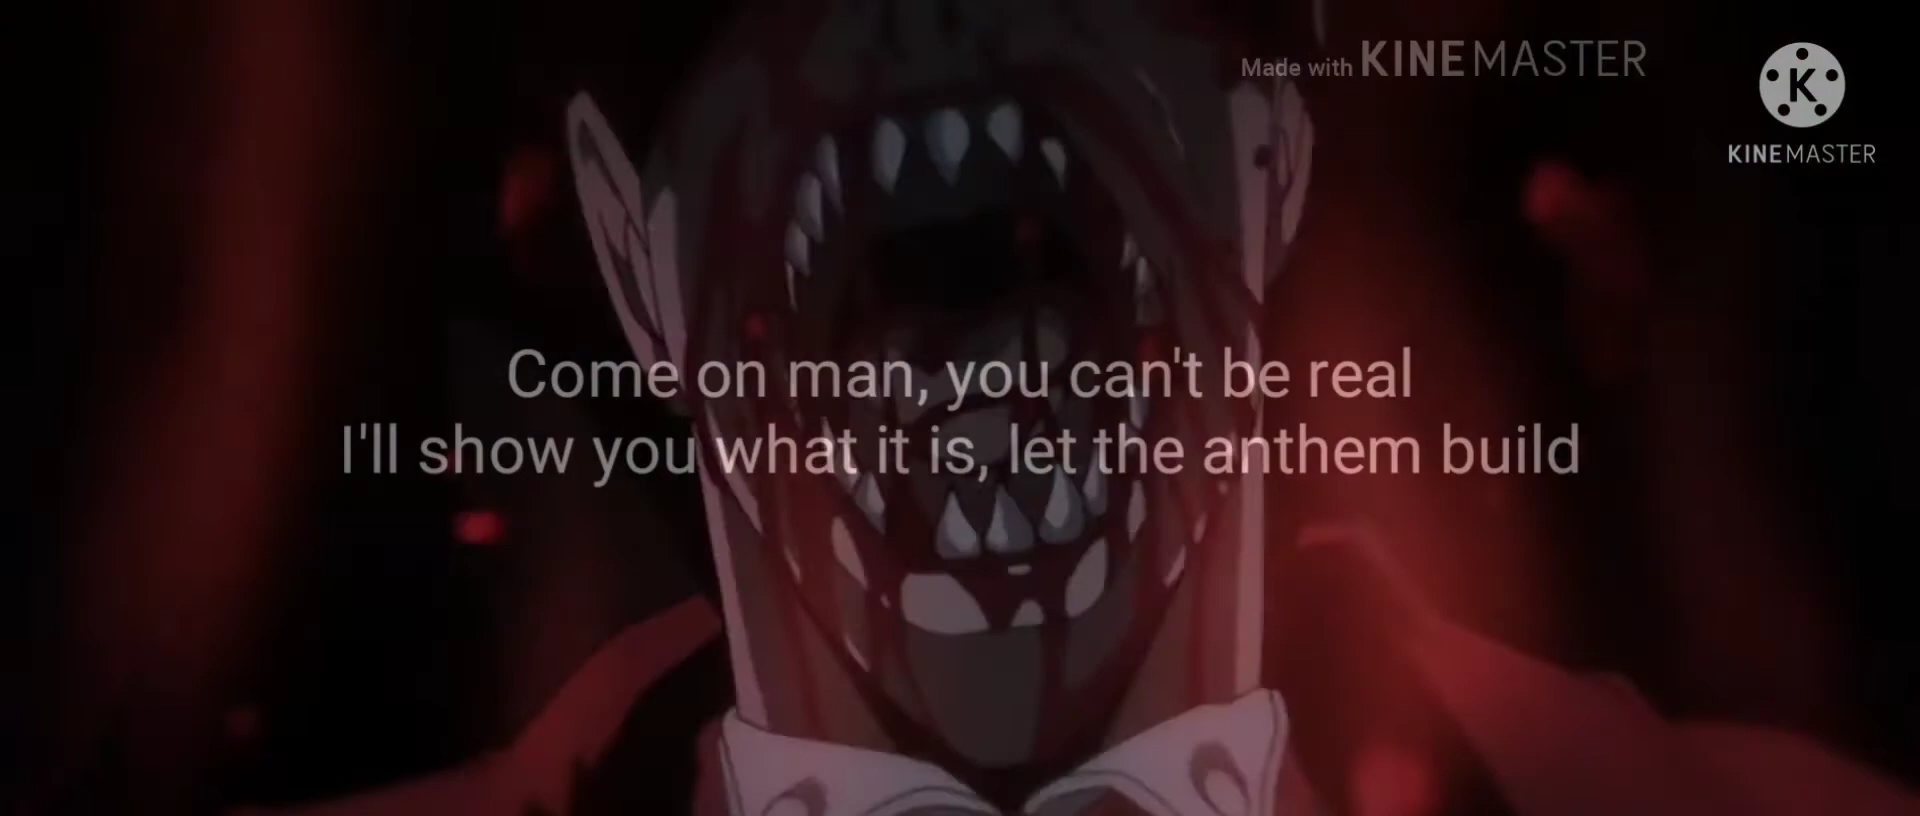 Made with KINEMASTER
K
KINEMASTER
Come on man, you can't be real
I'll show you what it is, let the anthem build